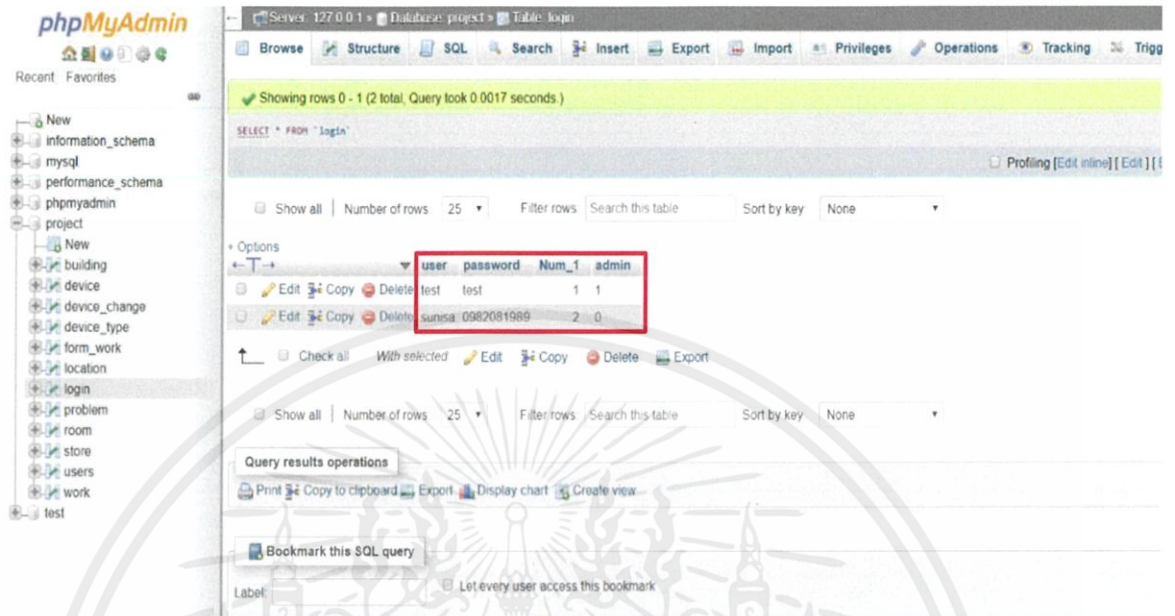 phpMyAdmin
Recent Favorites
New
information_schema
mysql
performance_schema
phpmyadmin
project
New
building
device
device_change
device_type
form_work
location
login
problem
room
store
users
work
test
Server: 127.0.0.1 » Database: project » Table: login
Browse Structure SQL Search Insert Export Import Privileges Operations Tracking Trigg
Showing rows 0 - 1 (2 total, Query took 0.0017 seconds.)
SELECT * FROM `login`
Profiling [Edit inline] [ Edit ] [ E
Show all | Number of rows 25 Filter rows Search this table Sort by key None
+ Options
user password Num_1 admin
Edit Copy Delete test test 1 1
Edit Copy Delete sunisa 0982081989 2 0
Check all With selected Edit Copy Delete Export
Show all | Number of rows 25 Filter rows Search this table Sort by key None
Query results operations
Print Copy to clipboard Export Display chart Create view
Bookmark this SQL query
Label: Let every user access this bookmark